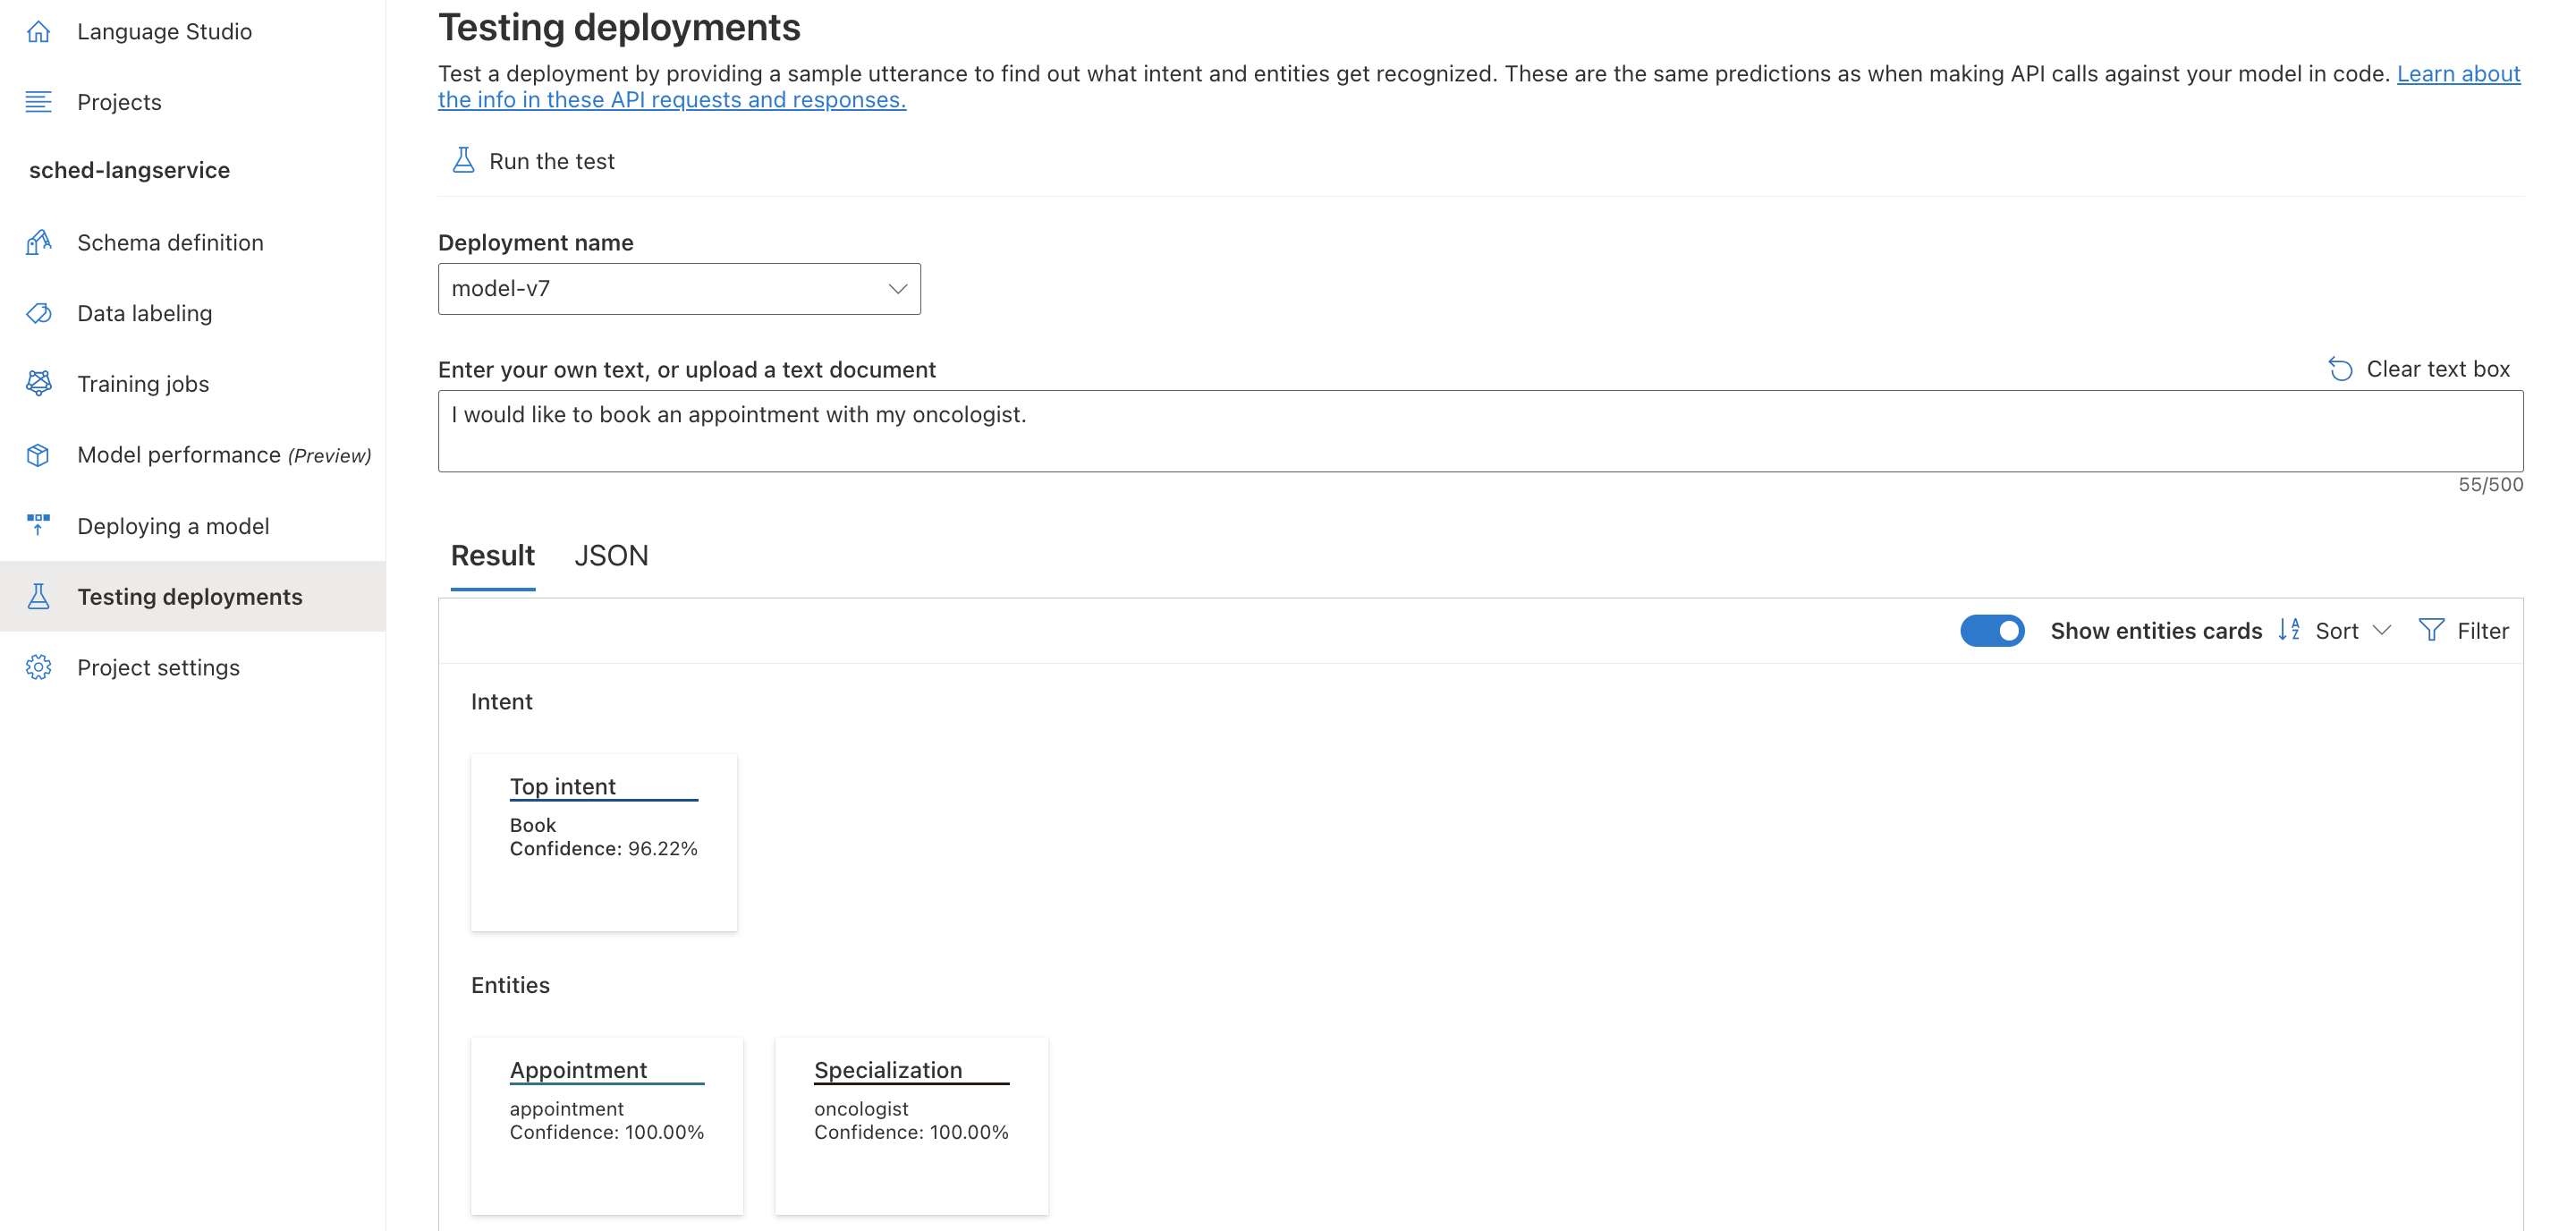 Language Studio
Projects
sched-langservice
Schema definition
Data labeling
Training jobs
Model performance (Preview)
Deploying a model
Testing deployments
Project settings
Testing deployments
Test a deployment by providing a sample utterance to find out what intent and entities get recognized. These are the same predictions as when making API calls against your model in code. Learn about
the info in these API requests and responses.
Run the test
Deployment name
model-v7
Enter your own text, or upload a text document
Clear text box
I would like to book an appointment with my oncologist.
55/500
Result JSON
Show entities cards Sort Filter
Intent
Top intent
Book
Confidence: 96.22%
Entities
Appointment
appointment
Confidence: 100.00%
Specialization
oncologist
Confidence: 100.00%